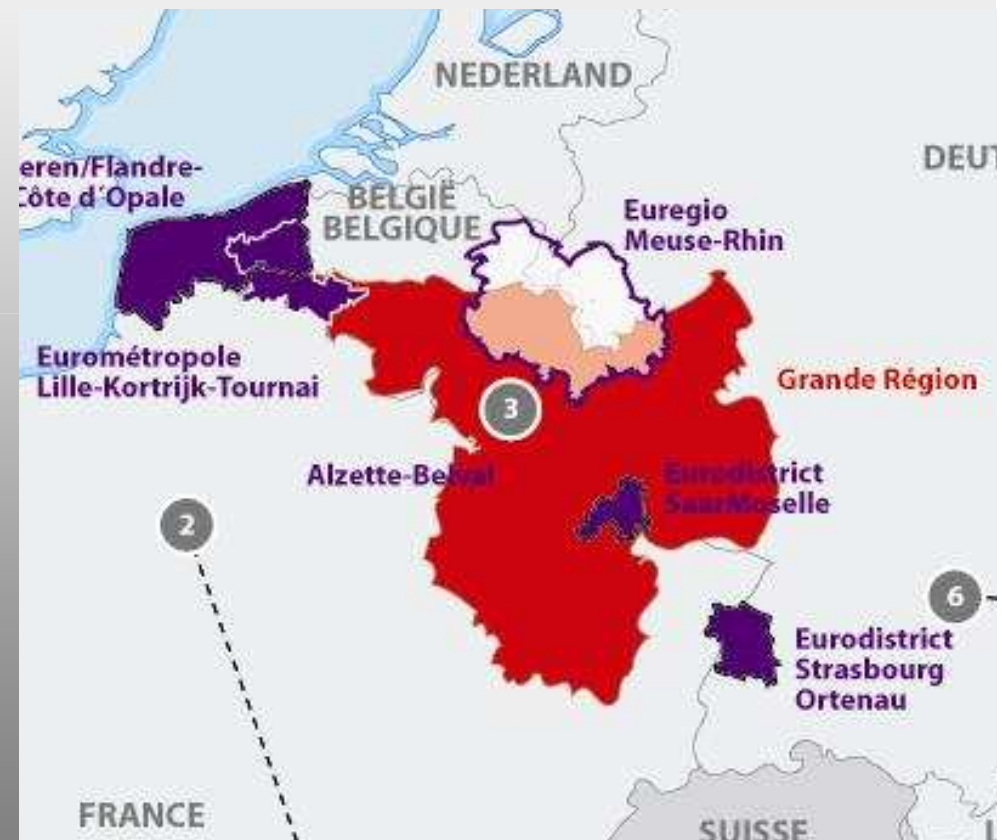 NEDERLAND
DEUT
eren/Flandre-
Côte d´Opale
BELGIË
BELGIQUE
Euregio
Meuse-Rhin
Eurométropole
Lille-Kortrijk-Tournai
Grande Région
3
Alzette-Belval
Eurodistrict
SaarMoselle
2
6
Eurodistrict
Strasbourg
Ortenau
FRANCE
SUISSE